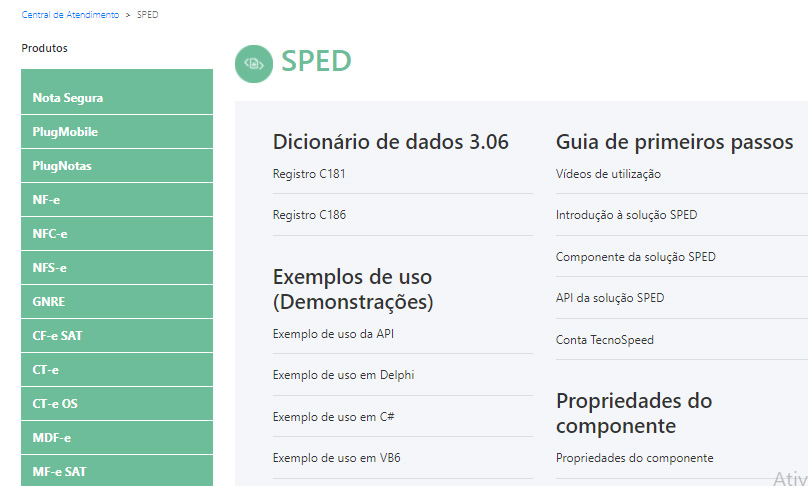 Central de Atendimento > SPED
Produtos
Nota Segura
PlugMobile
PlugNotas
NF-e
NFC-e
NFS-e
GNRE
CF-e SAT
CT-e
CT-e OS
MDF-e
MF-e SAT
SPED
Dicionário de dados 3.06
Registro C181
Registro C186
Exemplos de uso
(Demonstrações)
Exemplo de uso da API
Exemplo de uso em Delphi
Exemplo de uso em C#
Exemplo de uso em VB6
Guia de primeiros passos
Vídeos de utilização
Introdução à solução SPED
Componente da solução SPED
API da solução SPED
Conta TecnoSpeed
Propriedades do
componente
Propriedades do componente
Ativ